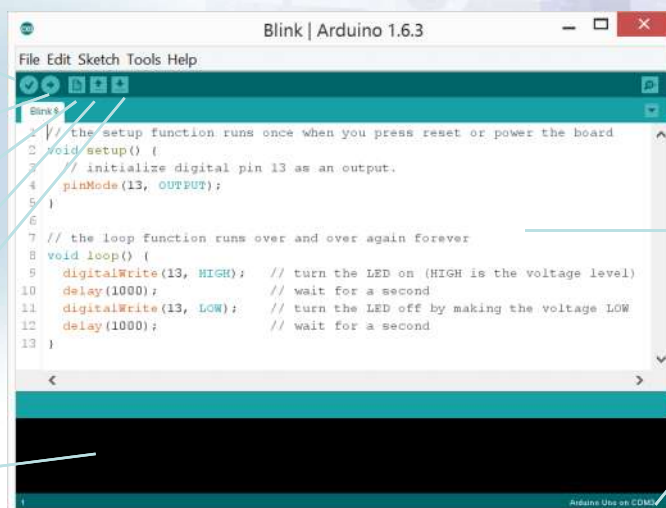 Blink | Arduino 1.6.3
File Edit Sketch Tools Help
Blink §
1 // the setup function runs once when you press reset or power the board
2 void setup() {
3 // initialize digital pin 13 as an output.
4 pinMode(13, OUTPUT);
5 }
6
7 // the loop function runs over and over again forever
8 void loop() {
9 digitalWrite(13, HIGH); // turn the LED on (HIGH is the voltage level)
10 delay(1000); // wait for a second
11 digitalWrite(13, LOW); // turn the LED off by making the voltage LOW
12 delay(1000); // wait for a second
13 }
1 Arduino Uno on COM3